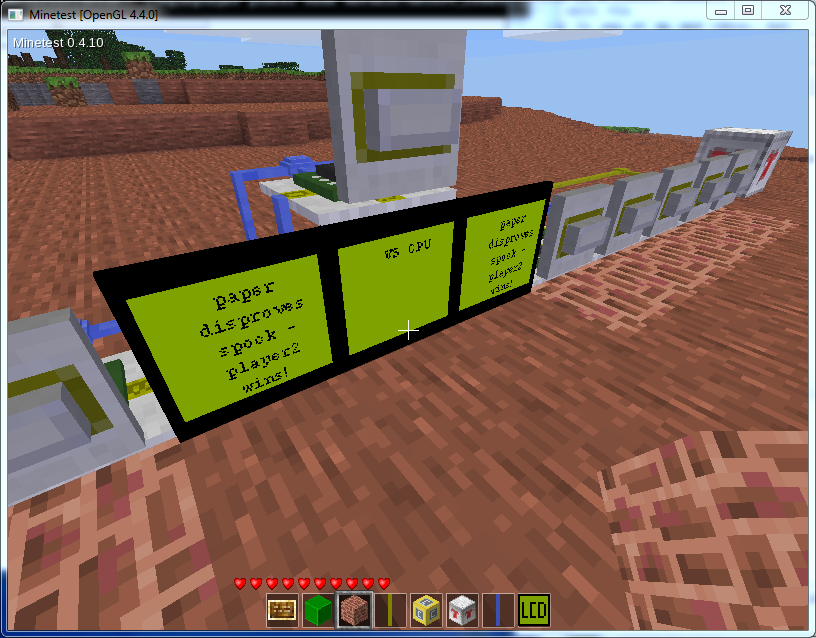 Minetest [OpenGL 4.4.0]
Minetest 0.4.10
paper
disproves
spock -
player2
wins!
VS CPU
paper
disproves
spock -
player2
wins!
LCD